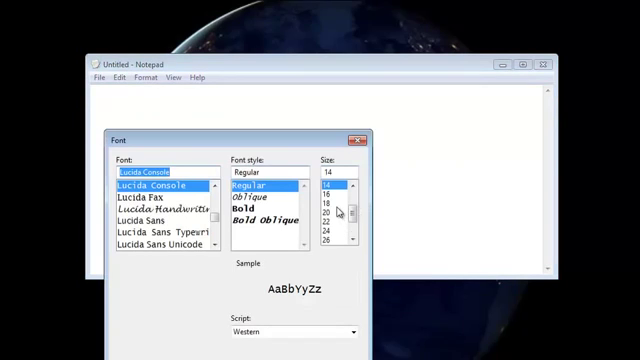 Untitled - Notepad
File Edit Format View Help
Font
Font: Font style: Size:
Lucida Console Regular 14
Lucida Console Regular 14
Lucida Fax Oblique 16
Lucida Handwritin Bold 18
Lucida Sans Bold Oblique 20
Lucida Sans Typewri 22
Lucida Sans Unicode 24
26
Sample
AaBbYyZz
Script:
Western